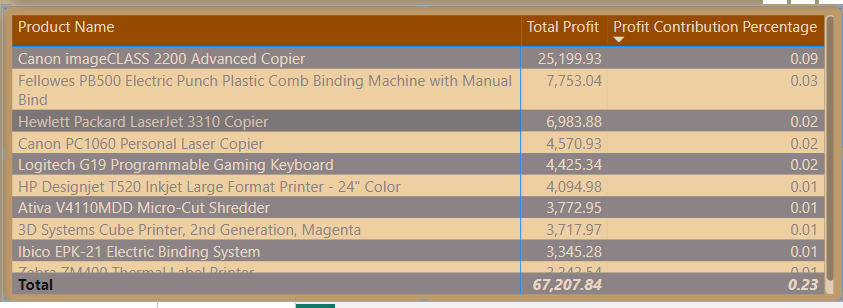 Product Name Total Profit Profit Contribution Percentage
Canon imageCLASS 2200 Advanced Copier 25,199.93 0.09
Fellowes PB500 Electric Punch Plastic Comb Binding Machine with Manual 7,753.04 0.03
Bind
Hewlett Packard LaserJet 3310 Copier 6,983.88 0.02
Canon PC1060 Personal Laser Copier 4,570.93 0.02
Logitech G19 Programmable Gaming Keyboard 4,425.34 0.02
HP Designjet T520 Inkjet Large Format Printer - 24" Color 4,094.98 0.01
Ativa V4110MDD Micro-Cut Shredder 3,772.95 0.01
3D Systems Cube Printer, 2nd Generation, Magenta 3,717.97 0.01
Ibico EPK-21 Electric Binding System 3,345.28 0.01
Zebra ZM400 Thermal Label Printer 3,343.54 0.01
Total 67,207.84 0.23